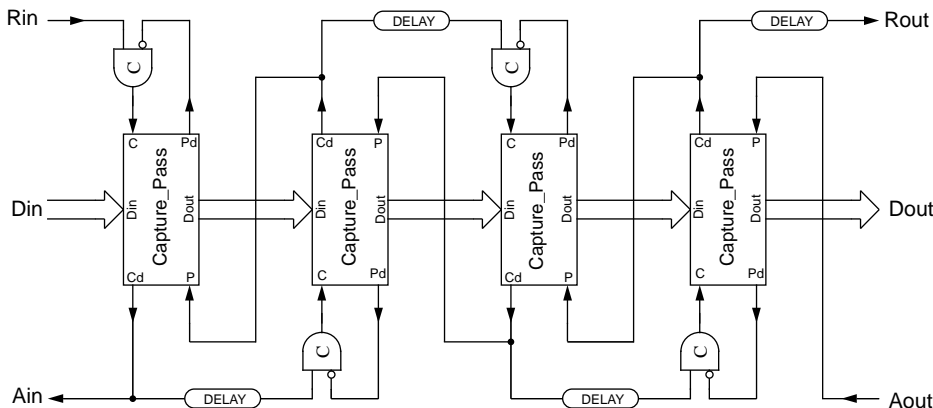 Rin
DELAY
DELAY
Rout
C
C
C
Pd
Cd
P
C
Pd
Cd
P
Din
Din
Capture_Pass
Dout
Din
Capture_Pass
Dout
Din
Capture_Pass
Dout
Din
Capture_Pass
Dout
Dout
Cd
P
C
Pd
Cd
P
C
Pd
C
C
Ain
DELAY
DELAY
Aout